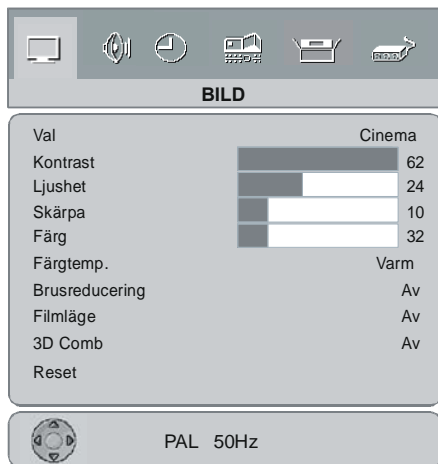 BILD
Val Cinema
Kontrast 62
Ljushet 24
Skärpa 10
Färg 32
Färgtemp. Varm
Brusreducering Av
Filmläge Av
3D Comb Av
Reset
PAL 50Hz